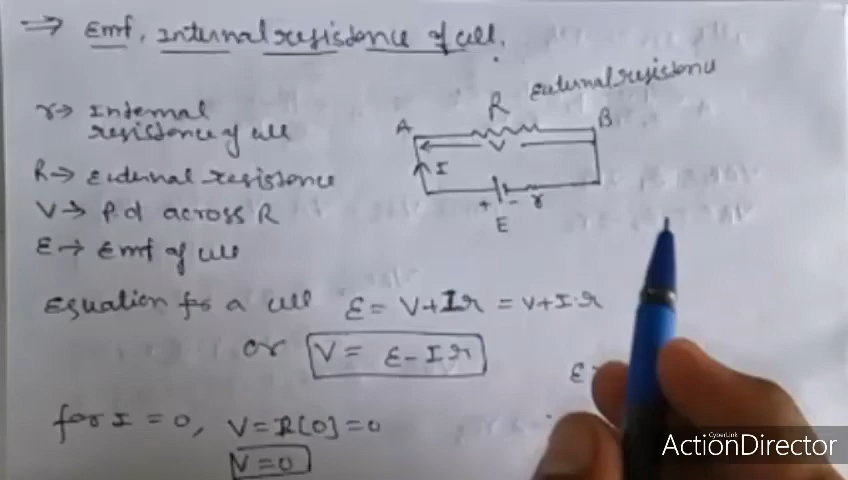 ⇒ Emf, Internal resistance of cell.
r → Internal resistance of cell
R → External resistance
V → P.d across R
E → Emf of cell
R External resistance
A B
V
I
+ - r
E
Equation for a cell ε = V+Ir = V+I.r
or V = ε - Ir
ε
for I = 0, V=R[0]=0
V=0
CyberLink
ActionDirector